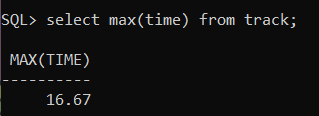 SQL> select max(time) from track;
MAX(TIME)
----------
16.67